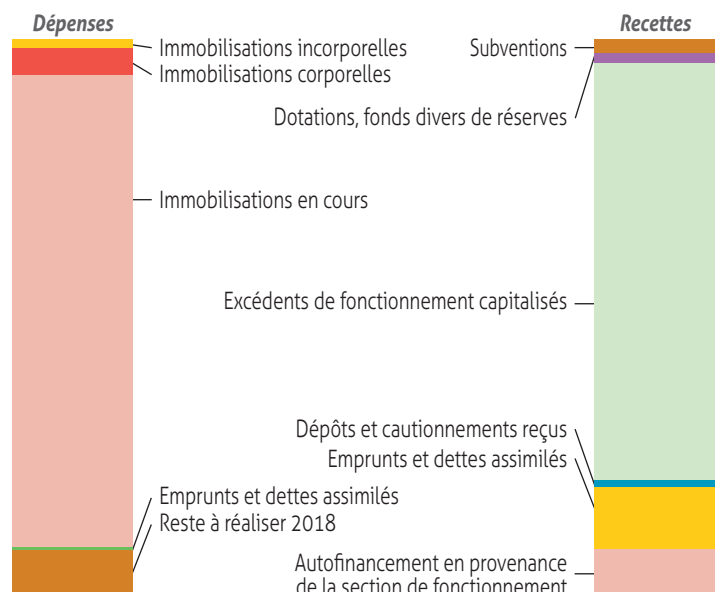 Dépenses
Immobilisations incorporelles
Immobilisations corporelles
Immobilisations en cours
Emprunts et dettes assimilés
Reste à réaliser 2018
Recettes
Subventions
Dotations, fonds divers de réserves
Excédents de fonctionnement capitalisés
Dépôts et cautionnements reçus
Emprunts et dettes assimilés
Autofinancement en provenance
de la section de fonctionnement